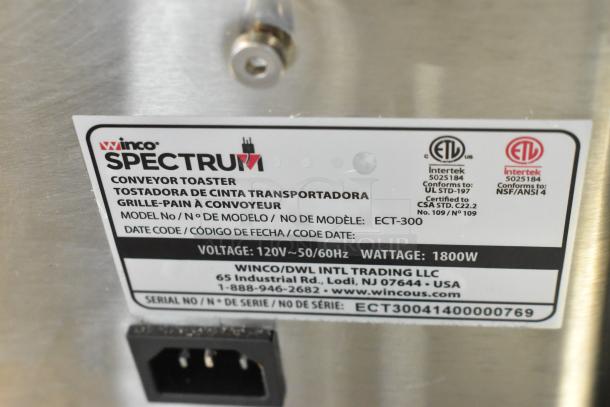 winco®
SPECTRUM
CONVEYOR TOASTER
TOSTADORA DE CINTA TRANSPORTADORA
GRILLE-PAIN À CONVOYEUR
MODEL No / Nº DE MODELO / NO DE MODÈLE: ECT-300
DATE CODE / CÓDIGO DE FECHA / CODE DATE:
C ETL US
Intertek
5025184
Conforms to:
UL STD-197
Certified to
CSA STD. C22.2
No. 109 / Nº 109
ETL
Intertek
5025184
Conforms to:
NSF/ANSI 4
VOLTAGE: 120V~50/60Hz WATTAGE: 1800W
WINCO/DWL INTL TRADING LLC
65 Industrial Rd., Lodi, NJ 07644 • USA
1-888-946-2682 • www.wincous.com
SERIAL NO / Nº DE SERIE / NO DE SÉRIE: ECT30041400000769